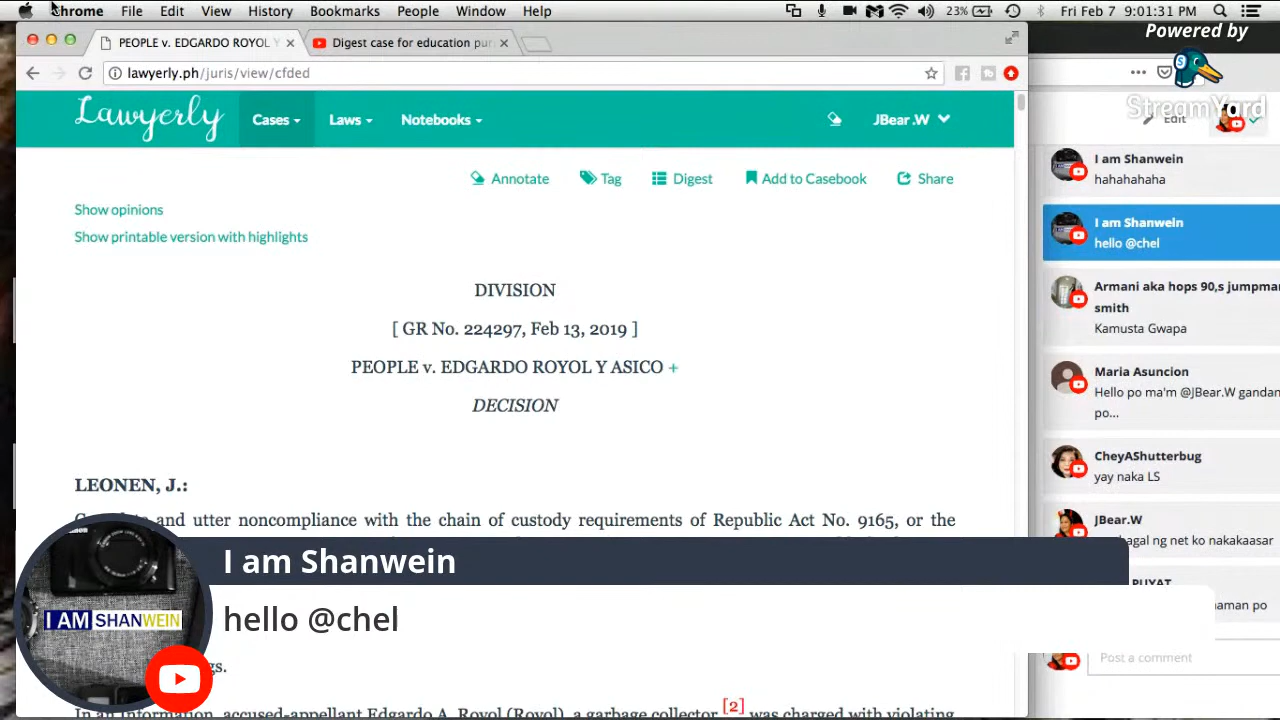 Chrome File Edit View History Bookmarks People Window Help
23% Fri Feb 7 9:01:31 PM
PEOPLE v. EDGARDO ROYOL Y
Digest case for education pur
lawyerly.ph/juris/view/cfded
Powered by
StreamYard
Lawyerly
Cases
Laws
Notebooks
JBear.W
Edit
Annotate
Tag
Digest
Add to Casebook
Share
Show opinions
Show printable version with highlights
DIVISION
[ GR No. 224297, Feb 13, 2019 ]
PEOPLE v. EDGARDO ROYOL Y ASICO +
DECISION
LEONEN, J.:
and utter noncompliance with the chain of custody requirements of Republic Act No. 9165, or the
In an Information, accused-appellant Edgardo A. Royol (Royol), a garbage collector [2] was charged with violating
I am Shanwein
hahahahaha
I am Shanwein
hello @chel
Armani aka hops 90,s jumpman
smith
Kamusta Gwapa
Maria Asuncion
Hello po ma'm @JBear.W gandan
po...
CheyAShutterbug
yay naka LS
JBear.W
ng net ko nakakaasar
po
Post a comment
I AM SHANWEIN
I am Shanwein
hello @chel